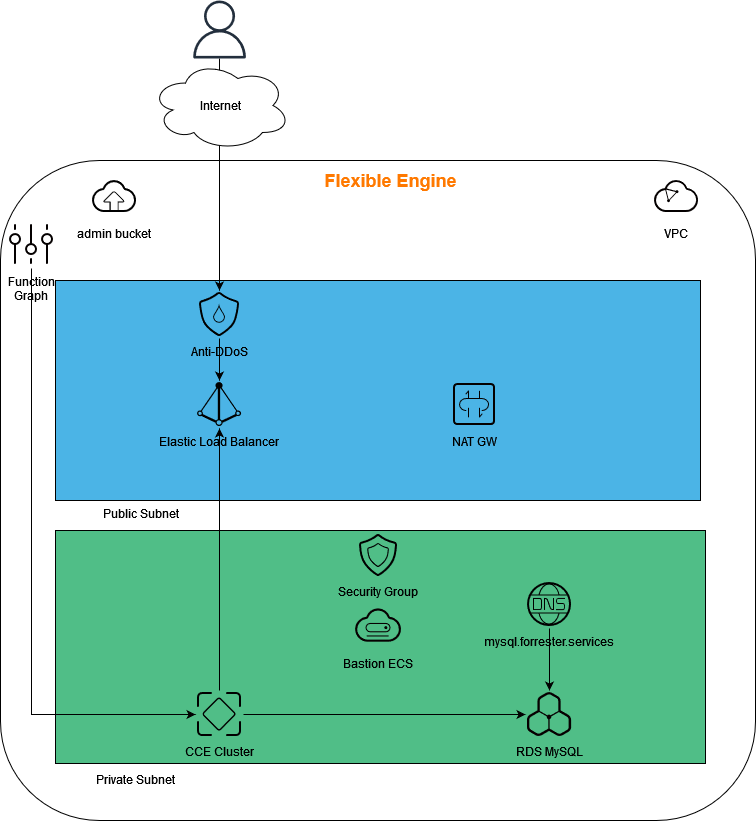 Internet
Flexible Engine
admin bucket
VPC
Function
Graph
Anti-DDoS
Elastic Load Balancer
NAT GW
Public Subnet
Security Group
DNS
mysql.forrester.services
Bastion ECS
CCE Cluster
RDS MySQL
Private Subnet